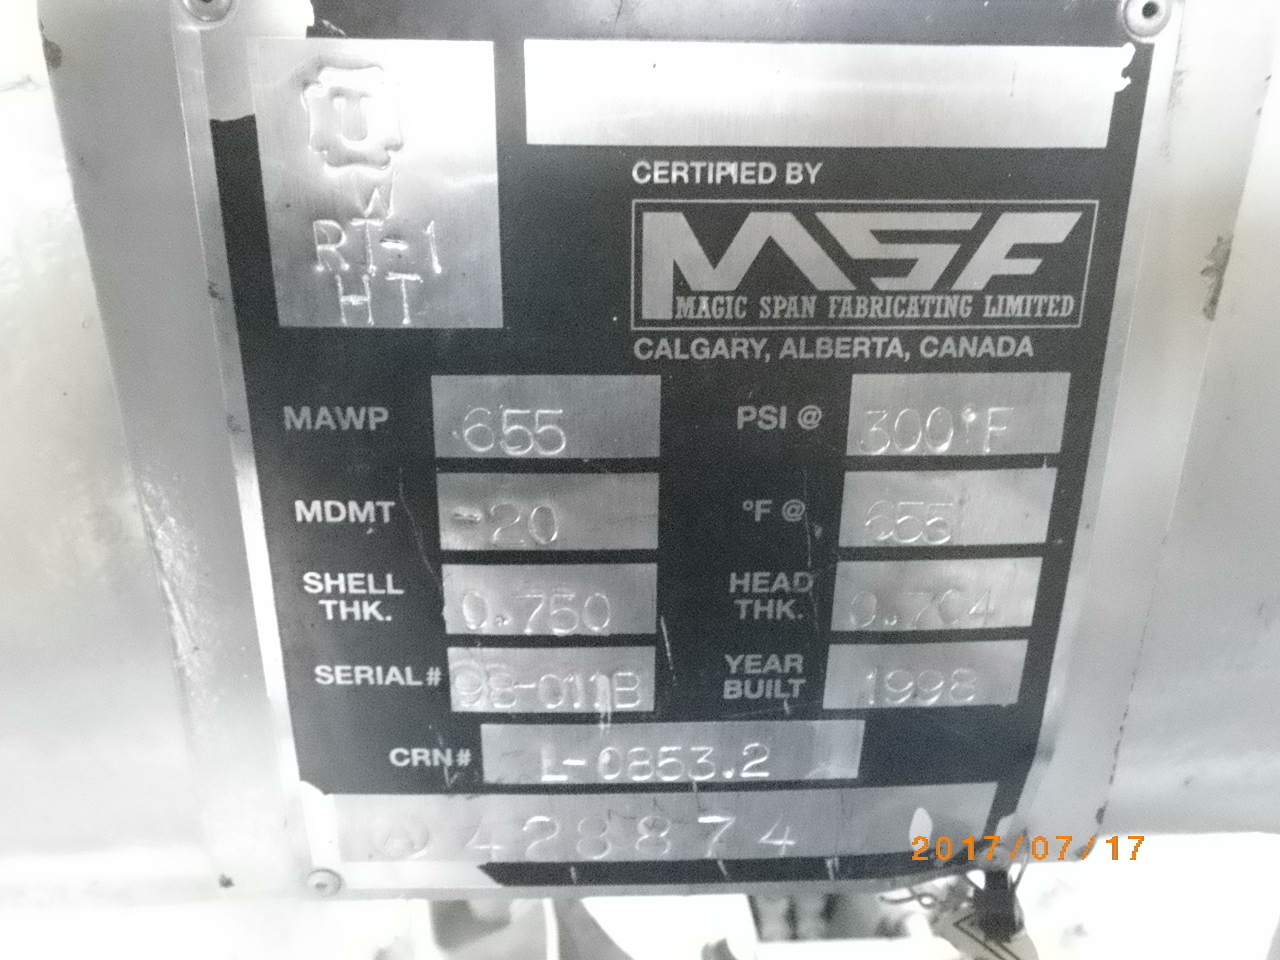 U
W
RT-1
HT
CERTIFIED BY
MSF
MAGIC SPAN FABRICATING LIMITED
CALGARY, ALBERTA, CANADA
MAWP 655 PSI @ 300°F
MDMT -20 °F @ 655
SHELL THK. 0.750 HEAD THK. 0.704
SERIAL# 98-011B YEAR BUILT 1998
CRN# L-0853.2
A 428874
2017/07/17